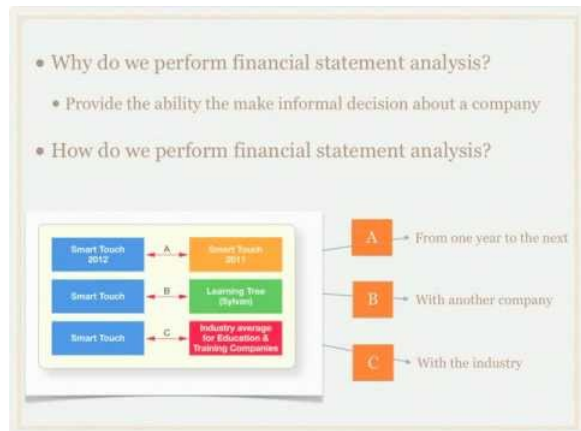 Why do we perform financial statement analysis?
Provide the ability the make informal decision about a company
How do we perform financial statement analysis?
Smart Touch
2012
A
Smart Touch
2011
Smart Touch
B
Learning Tree
(Sylvan)
Smart Touch
C
Industry average
for Education &
Training Companies
A
From one year to the next
B
With another company
C
With the industry